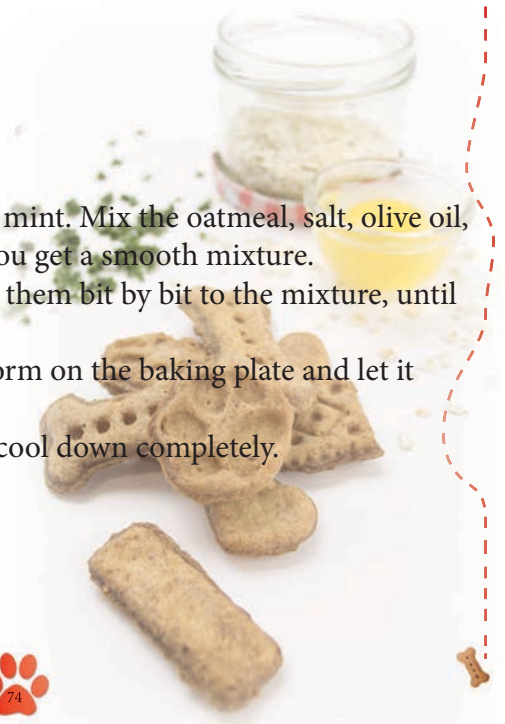 mint. Mix the oatmeal, salt, olive oil,
ou get a smooth mixture.
them bit by bit to the mixture, until
orm on the baking plate and let it
cool down completely.
74